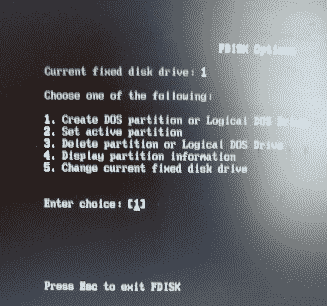 FDISK Options
Current fixed disk drive: 1
Choose one of the following:
1. Create DOS partition or Logical DOS Drive
2. Set active partition
3. Delete partition or Logical DOS Drive
4. Display partition information
5. Change current fixed disk drive
Enter choice: [1]
Press Esc to exit FDISK